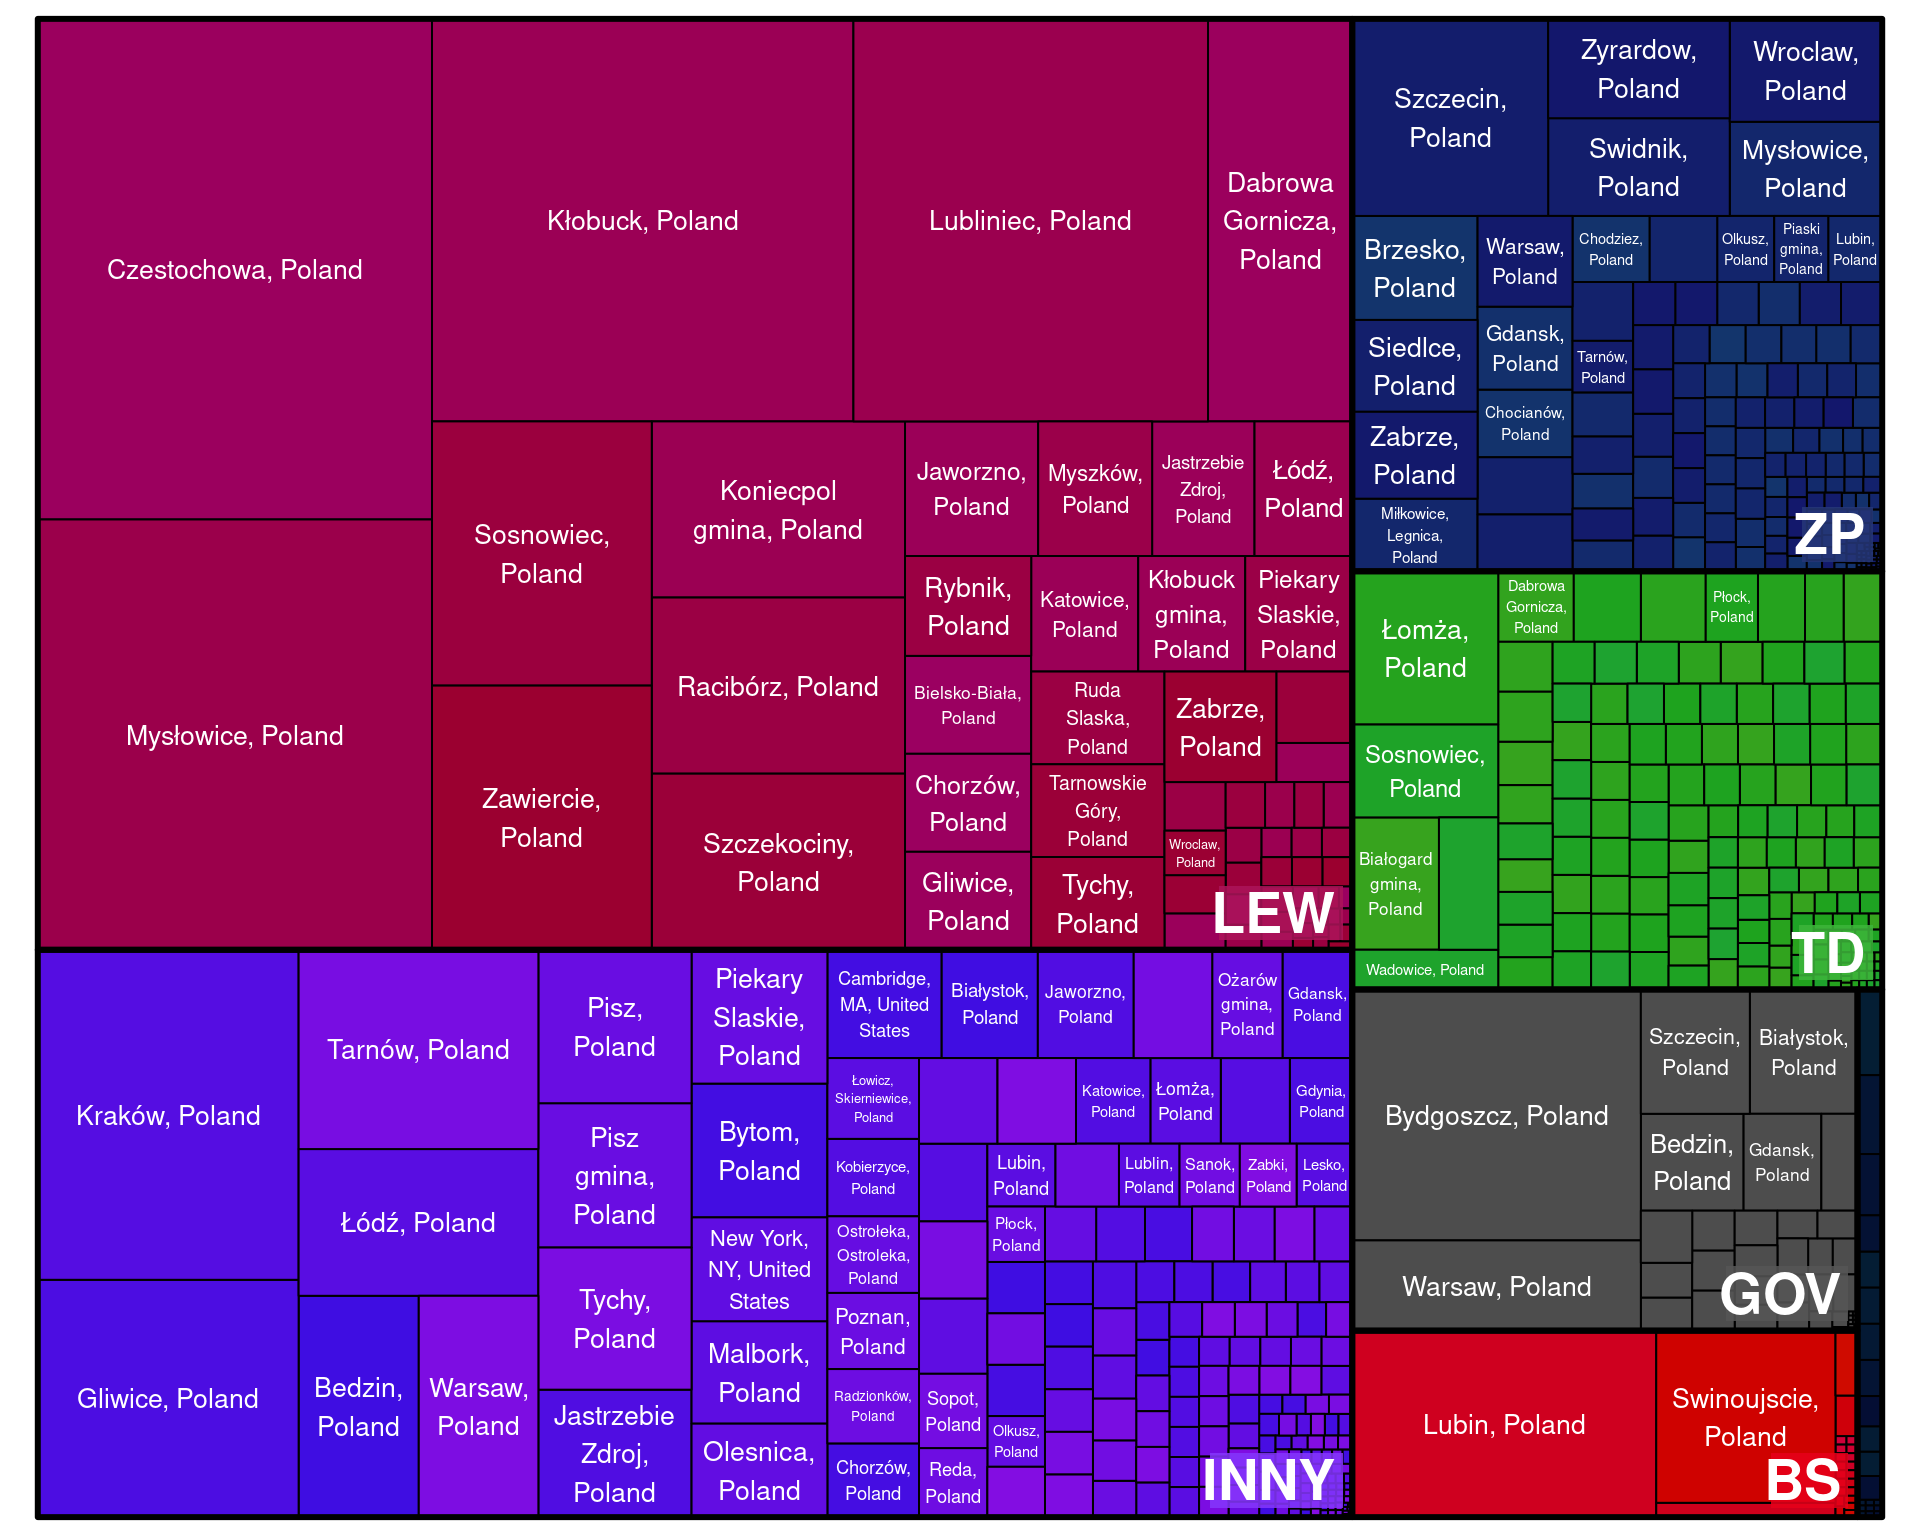 Czestochowa, Poland
Kłobuck, Poland
Lubliniec, Poland
Dabrowa
Gornicza,
Poland
Mysłowice, Poland
Sosnowiec,
Poland
Zawiercie,
Poland
Koniecpol
gmina, Poland
Racibórz, Poland
Szczekociny,
Poland
Jaworzno,
Poland
Myszków,
Poland
Jastrzebie
Zdroj,
Poland
Łódź,
Poland
Rybnik,
Poland
Katowice,
Poland
Kłobuck
gmina,
Poland
Piekary
Slaskie,
Poland
Bielsko-Biała,
Poland
Chorzów,
Poland
Gliwice,
Poland
Ruda
Slaska,
Poland
Tarnowskie
Góry,
Poland
Tychy,
Poland
Zabrze,
Poland
Wroclaw,
Poland
LEW
Szczecin,
Poland
Zyrardow,
Poland
Wroclaw,
Poland
Swidnik,
Poland
Mysłowice,
Poland
Brzesko,
Poland
Siedlce,
Poland
Zabrze,
Poland
Miłkowice,
Legnica,
Poland
Warsaw,
Poland
Gdansk,
Poland
Chocianów,
Poland
Chodziez,
Poland
Tarnów,
Poland
Olkusz,
Poland
Piaski
gmina,
Poland
Lubin,
Poland
ZP
Łomża,
Poland
Sosnowiec,
Poland
Białogard
gmina,
Poland
Wadowice, Poland
Dabrowa
Gornicza,
Poland
Płock,
Poland
TD
Kraków, Poland
Gliwice, Poland
Tarnów, Poland
Łódź, Poland
Bedzin,
Poland
Warsaw,
Poland
Pisz,
Poland
Pisz
gmina,
Poland
Tychy,
Poland
Jastrzebie
Zdroj,
Poland
Piekary
Slaskie,
Poland
Bytom,
Poland
New York,
NY, United
States
Malbork,
Poland
Olesnica,
Poland
Cambridge,
MA, United
States
Białystok,
Poland
Jaworzno,
Poland
Ożarów
gmina,
Poland
Gdansk,
Poland
Łowicz,
Skierniewice,
Poland
Kobierzyce,
Poland
Ostrołeka,
Ostroleka,
Poland
Poznan,
Poland
Radzionków,
Poland
Chorzów,
Poland
Katowice,
Poland
Łomża,
Poland
Gdynia,
Poland
Lubin,
Poland
Lublin,
Poland
Sanok,
Poland
Zabki,
Poland
Lesko,
Poland
Płock,
Poland
Sopot,
Poland
Reda,
Poland
Olkusz,
Poland
INNY
Bydgoszcz, Poland
Warsaw, Poland
Szczecin,
Poland
Białystok,
Poland
Bedzin,
Poland
Gdansk,
Poland
GOV
Lubin, Poland
Swinoujscie,
Poland
BS